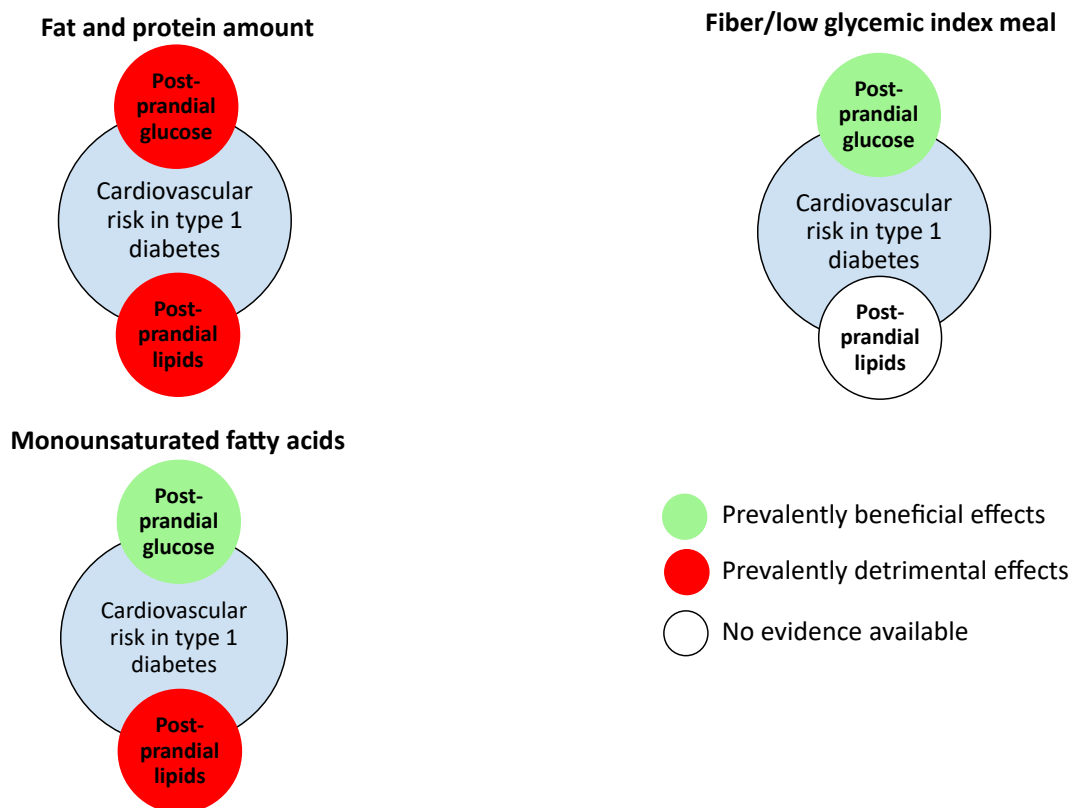 Fat and protein amount
Post-
prandial
glucose
Cardiovascular
risk in type 1
diabetes
Post-
prandial
lipids
Fiber/low glycemic index meal
Post-
prandial
glucose
Cardiovascular
risk in type 1
diabetes
Post-
prandial
lipids
Monounsaturated fatty acids
Post-
prandial
glucose
Cardiovascular
risk in type 1
diabetes
Post-
prandial
lipids
Prevalently beneficial effects
Prevalently detrimental effects
No evidence available